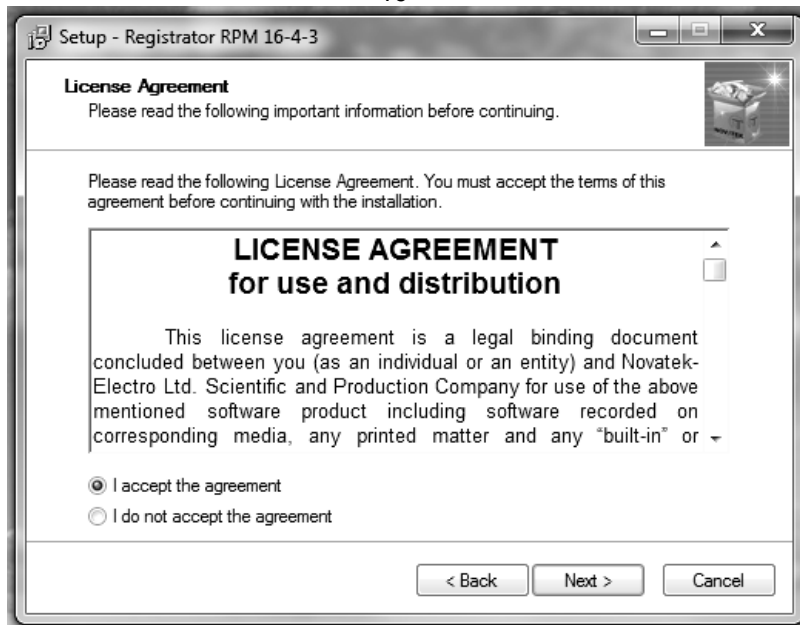 Setup - Registrator RPM 16-4-3
License Agreement
Please read the following important information before continuing.
Please read the following License Agreement. You must accept the terms of this
agreement before continuing with the installation.
LICENSE AGREEMENT
for use and distribution
This license agreement is a legal binding document
concluded between you (as an individual or an entity) and Novatek-
Electro Ltd. Scientific and Production Company for use of the above
mentioned software product including software recorded on
corresponding media, any printed matter and any “built-in” or
I accept the agreement
I do not accept the agreement
< Back Next > Cancel